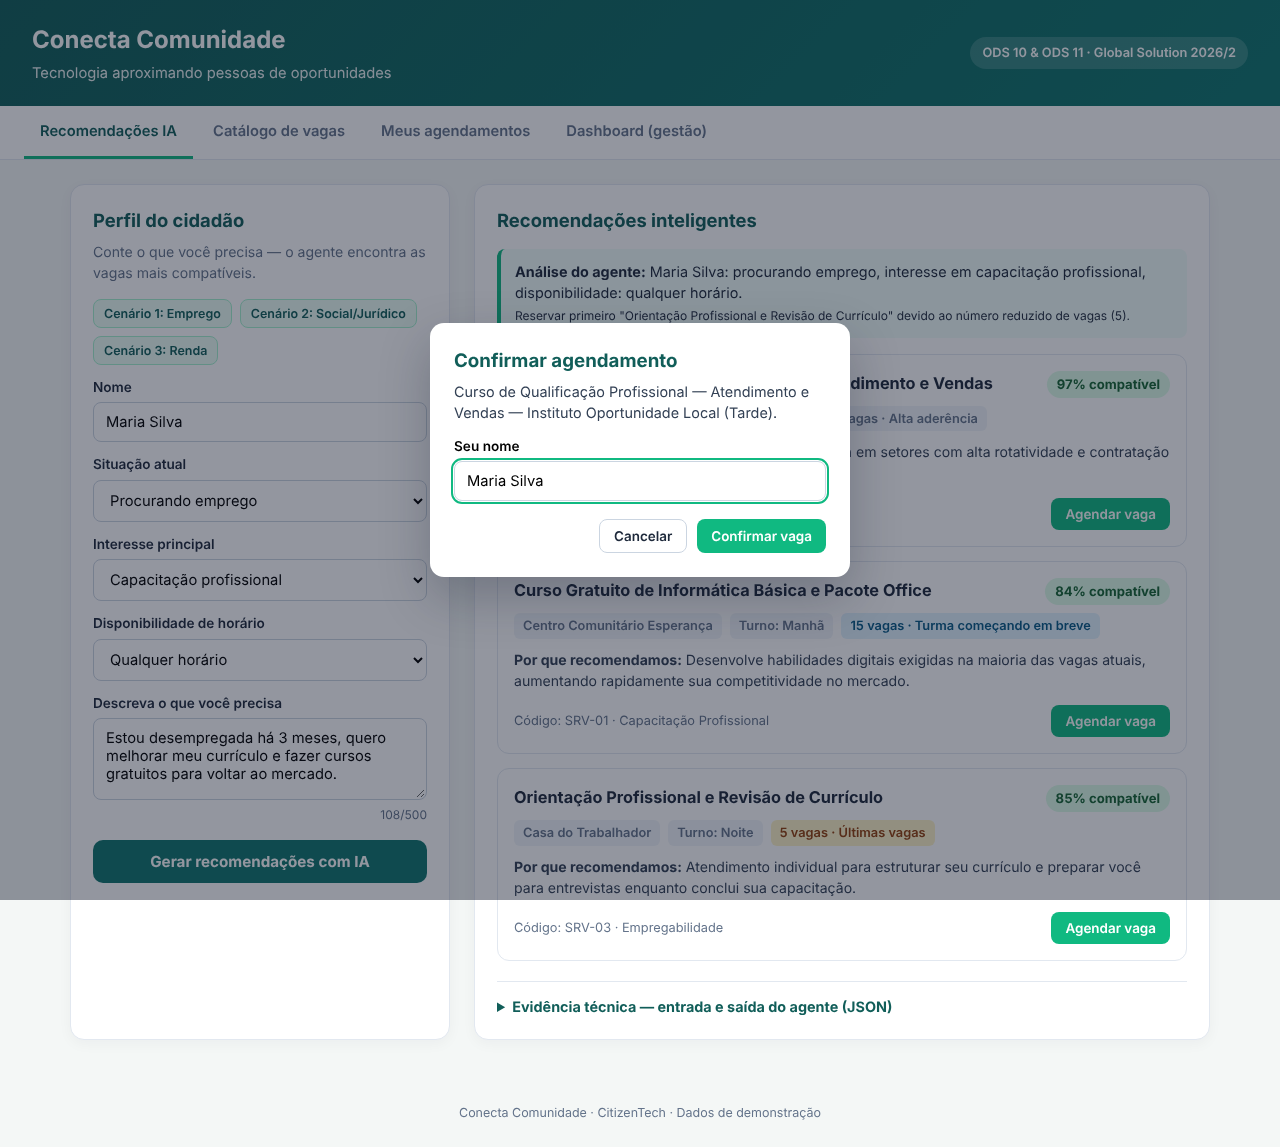 Conecta Comunidade
Tecnologia aproximando pessoas de oportunidades
ODS 10 & ODS 11 · Global Solution 2026/2
Recomendações IA
Catálogo de vagas
Meus agendamentos
Dashboard (gestão)
Perfil do cidadão
Conte o que você precisa — o agente encontra as
vagas mais compatíveis.
Cenário 1: Emprego
Cenário 2: Social/Jurídico
Cenário 3: Renda
Nome
Maria Silva
Situação atual
Procurando emprego
Interesse principal
Capacitação profissional
Disponibilidade de horário
Qualquer horário
Descreva o que você precisa
Estou desempregada há 3 meses, quero
melhorar meu currículo e fazer cursos
gratuitos para voltar ao mercado.
108/500
Gerar recomendações com IA
Recomendações inteligentes
Análise do agente: Maria Silva: procurando emprego, interesse em capacitação profissional,
disponibilidade: qualquer horário.
Reservar primeiro "Orientação Profissional e Revisão de Currículo" devido ao número reduzido de vagas (5).
Confirmar agendamento
Curso de Qualificação Profissional — Atendimento e
Vendas — Instituto Oportunidade Local (Tarde).
Seu nome
Maria Silva
Cancelar
Confirmar vaga
dimento e Vendas
97% compatível
agas · Alta aderência
em setores com alta rotatividade e contratação
Agendar vaga
Curso Gratuito de Informática Básica e Pacote Office
84% compatível
Centro Comunitário Esperança
Turno: Manhã
15 vagas · Turma começando em breve
Por que recomendamos: Desenvolve habilidades digitais exigidas na maioria das vagas atuais,
aumentando rapidamente sua competitividade no mercado.
Código: SRV-01 · Capacitação Profissional
Agendar vaga
Orientação Profissional e Revisão de Currículo
85% compatível
Casa do Trabalhador
Turno: Noite
5 vagas · Últimas vagas
Por que recomendamos: Atendimento individual para estruturar seu currículo e preparar você
para entrevistas enquanto conclui sua capacitação.
Código: SRV-03 · Empregabilidade
Agendar vaga
Evidência técnica — entrada e saída do agente (JSON)
Conecta Comunidade · CitizenTech · Dados de demonstração